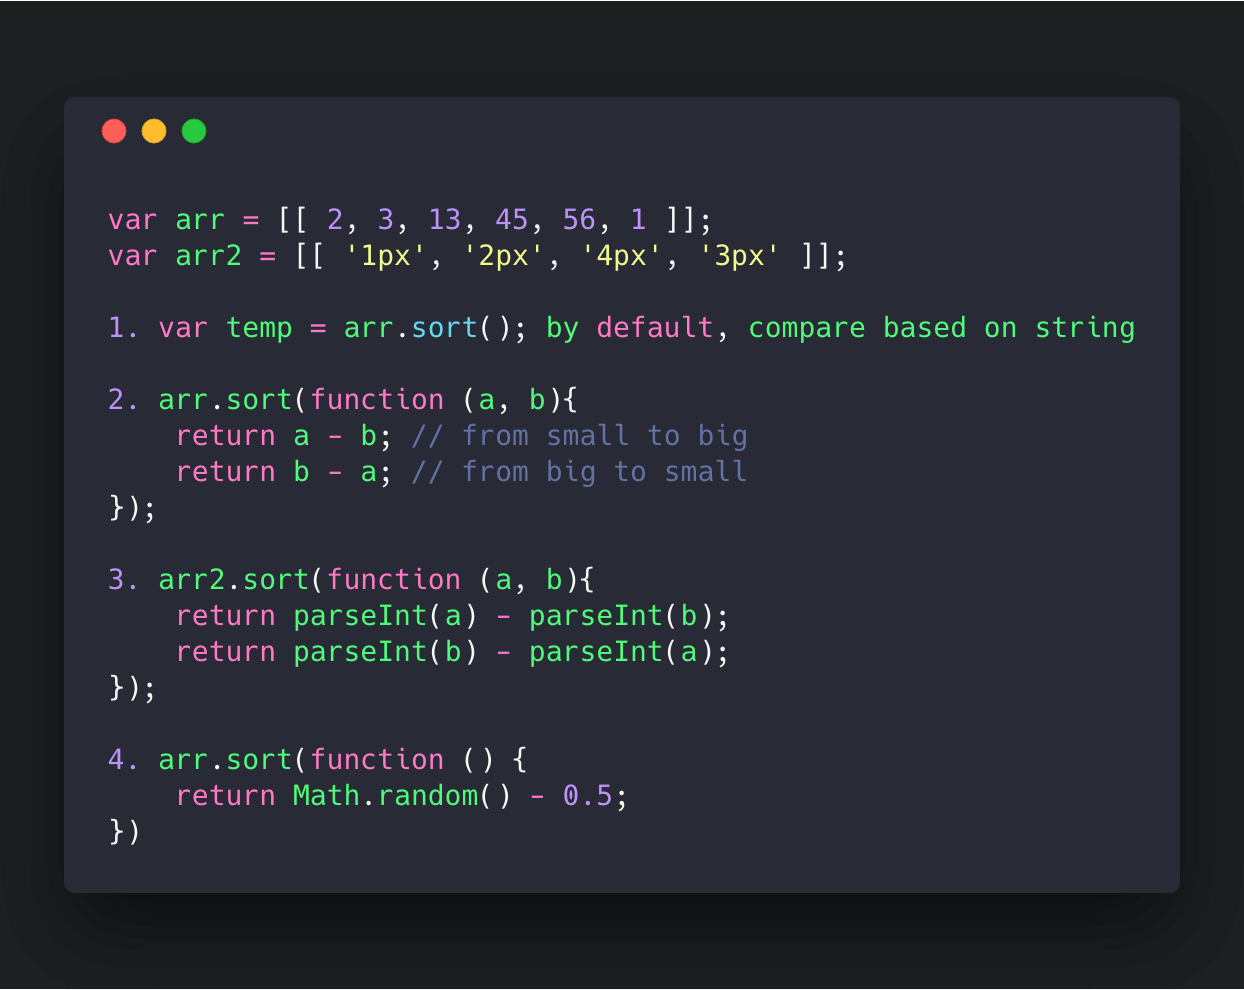 var arr = [[ 2, 3, 13, 45, 56, 1 ]];
var arr2 = [[ '1px', '2px', '4px', '3px' ]];
1. var temp = arr.sort(); by default, compare based on string
2. arr.sort(function (a, b){
return a - b; // from small to big
return b - a; // from big to small
});
3. arr2.sort(function (a, b){
return parseInt(a) - parseInt(b);
return parseInt(b) - parseInt(a);
});
4. arr.sort(function () {
return Math.random() - 0.5;
})